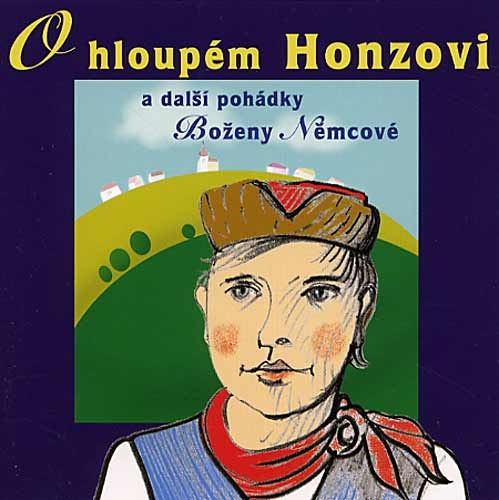 O hloupém Honzovi
a další pohádky
Boženy Němcové